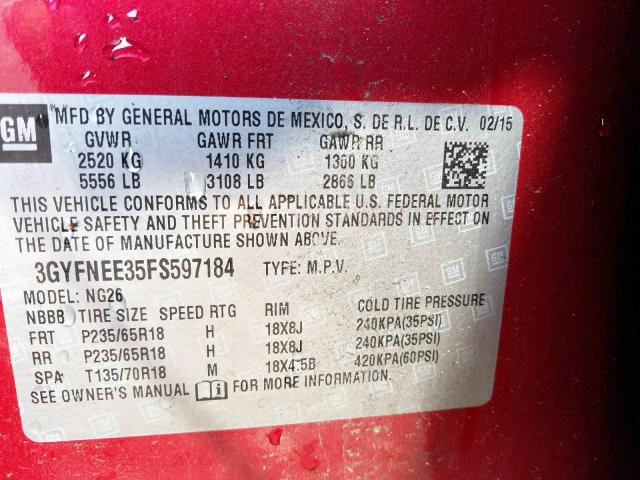 GM
MFD BY GENERAL MOTORS DE MEXICO, S. DE R.L. DE C.V. 02/15
GVWR GAWR FRT GAWR RR
2520 KG 1410 KG 1300 KG
5556 LB 3108 LB 2866 LB
THIS VEHICLE CONFORMS TO ALL APPLICABLE U.S. FEDERAL MOTOR
VEHICLE SAFETY AND THEFT PREVENTION STANDARDS IN EFFECT ON
THE DATE OF MANUFACTURE SHOWN ABOVE.
3GYFNEE35FS597184 TYPE: M.P.V.
MODEL: NG26
NBBB TIRE SIZE SPEED RTG RIM COLD TIRE PRESSURE
FRT P235/65R18 H 18X8J 240KPA(35PSI)
RR P235/65R18 H 18X8J 240KPA(35PSI)
SPA T135/70R18 M 18X4.5B 420KPA(60PSI)
SEE OWNER'S MANUAL FOR MORE INFORMATION